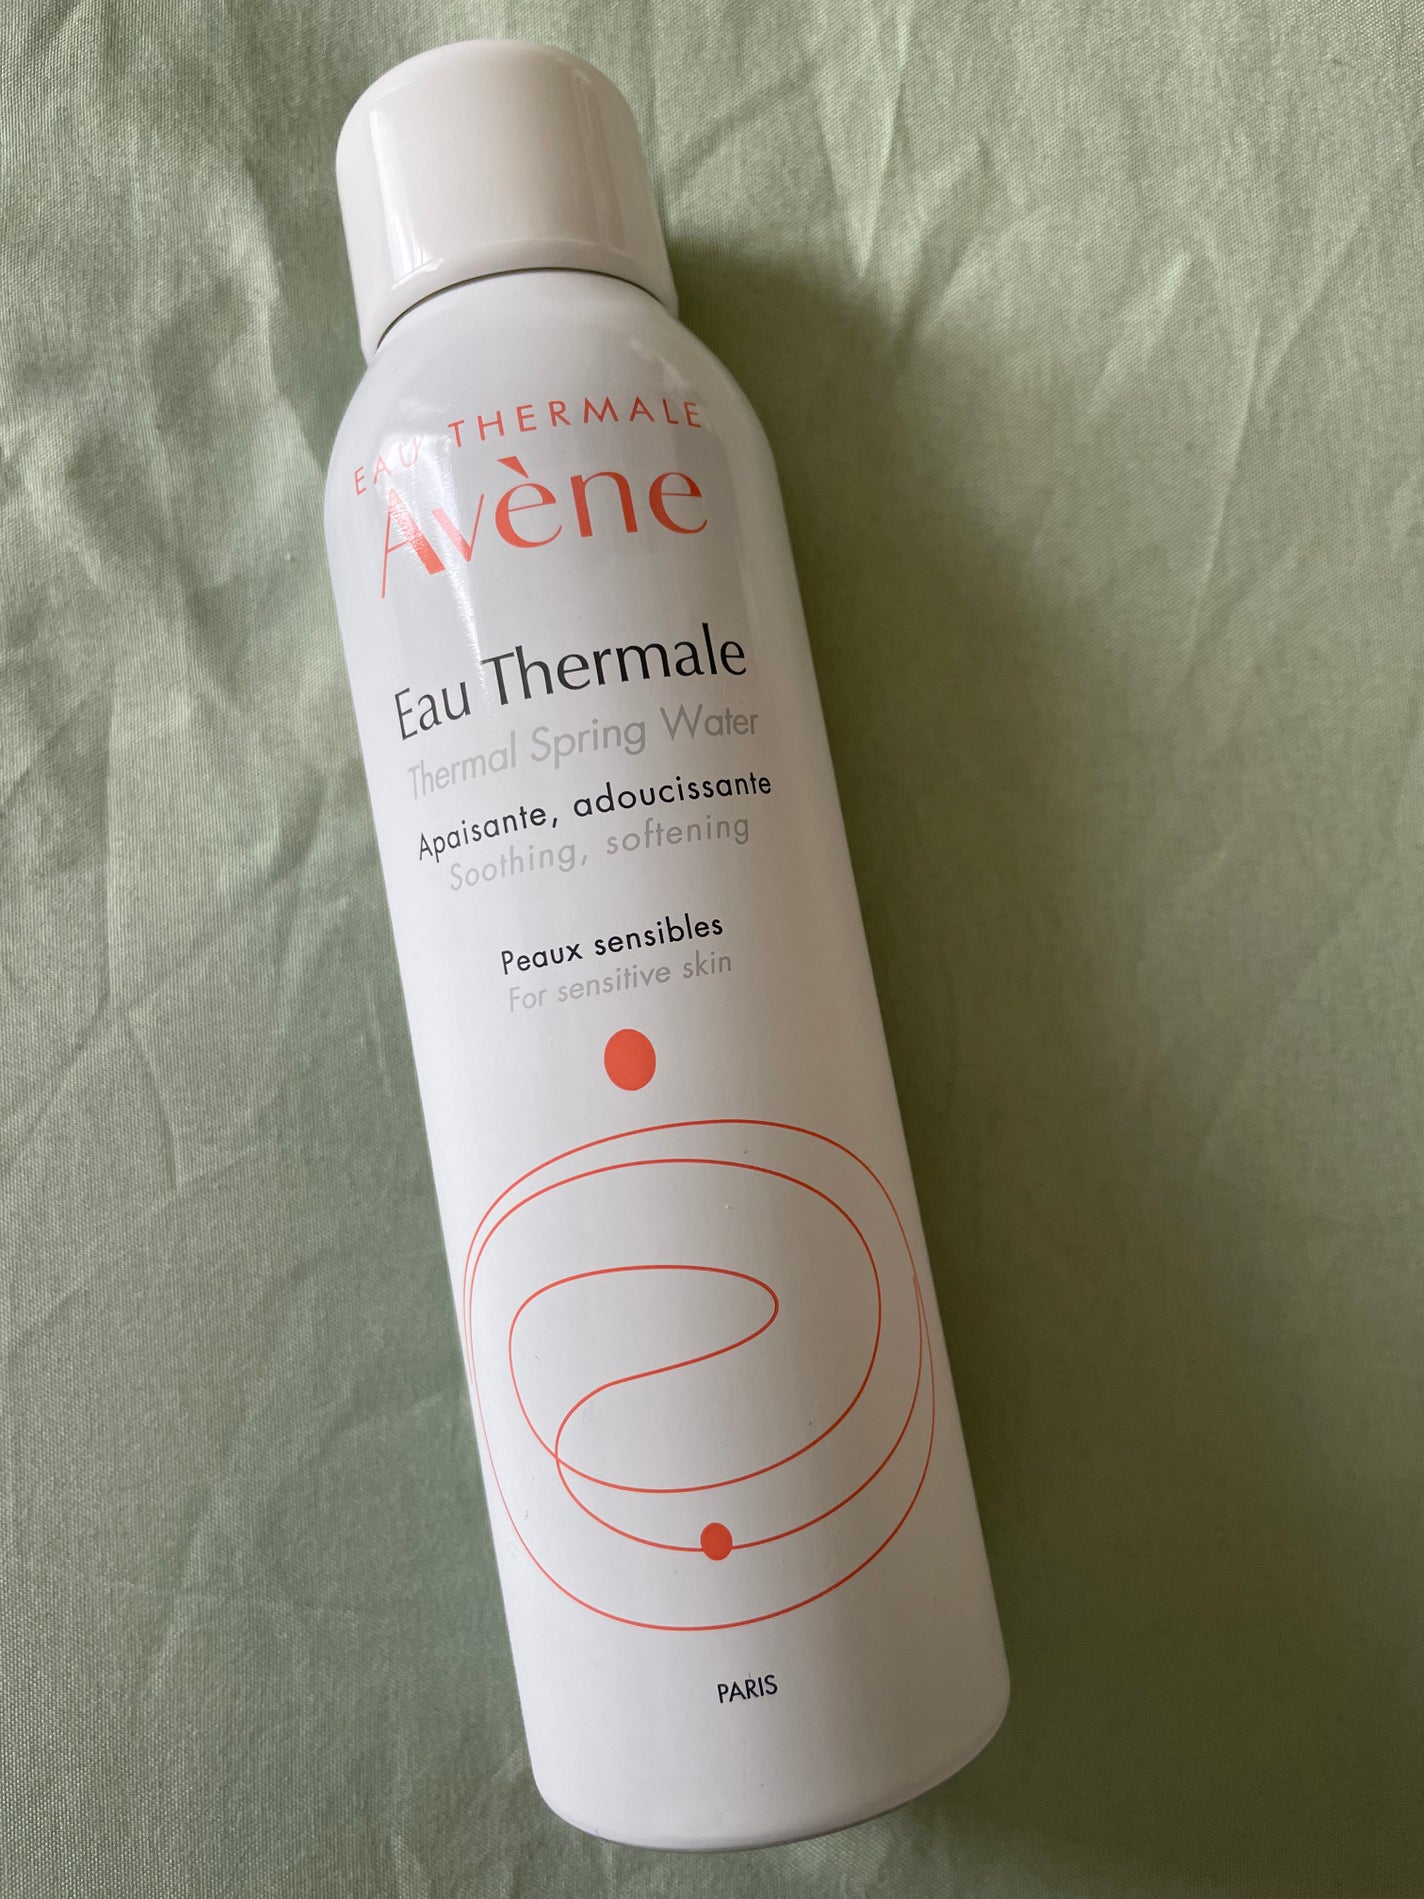 EAU THERMALE
Avène
Eau Thermale
Thermal Spring Water
Apaisante, adoucissante
Soothing, softening
Peaux sensibles
For sensitive skin
PARIS